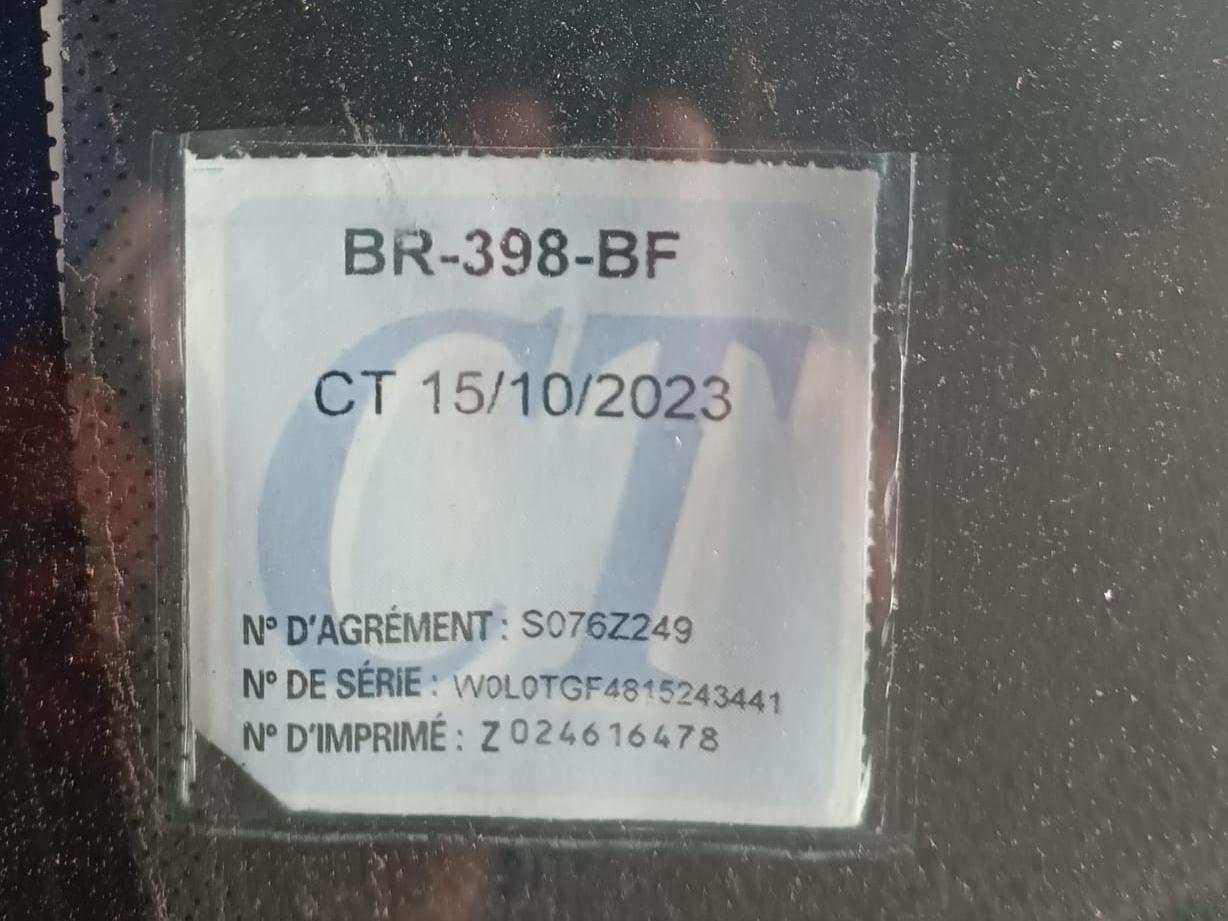 BR-398-BF
CT 15/10/2023
CT
N° D'AGRÉMENT : S076Z249
N° DE SÉRIE : W0L0TGF4815243441
N° D'IMPRIMÉ : Z 024616478